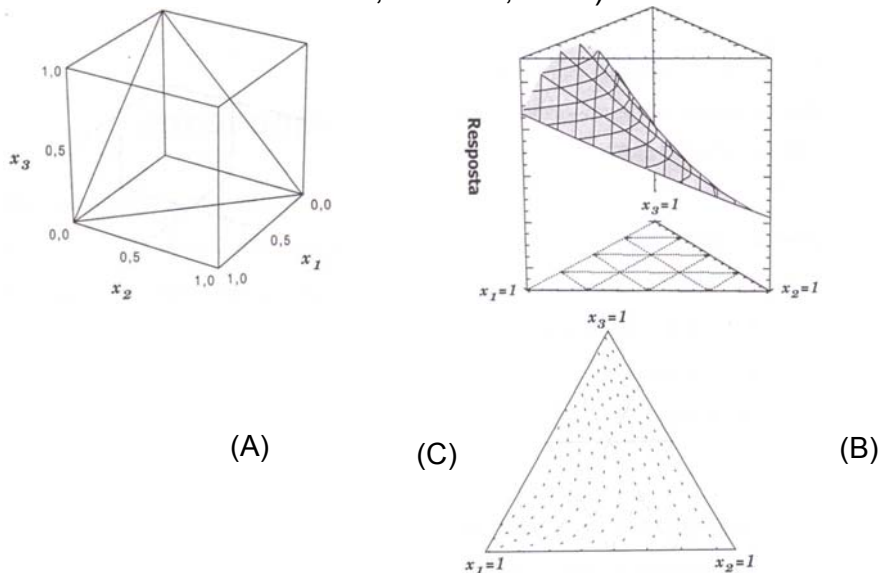 1,0
x3
0,5
0,0
0,5
x2
1,0
1,0
0,5
x1
0,0
Resposta
x3=1
x1=1
x2=1
x3=1
(A)
(C)
(B)
x1=1
x2=1